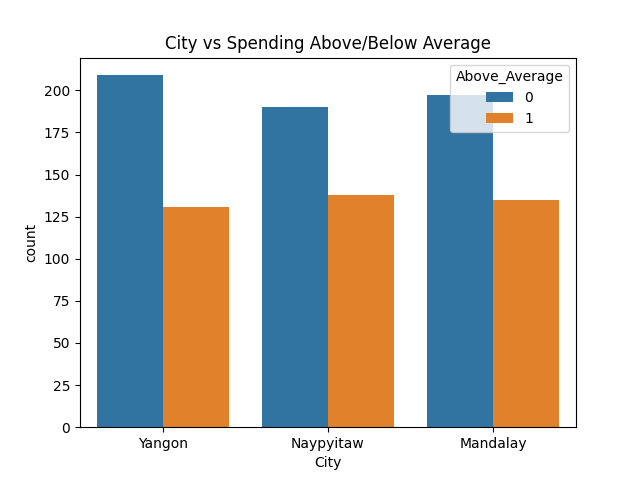 City vs Spending Above/Below Average
Above_Average
0
1
count
200
175
150
125
100
75
50
25
0
Yangon Naypyitaw Mandalay
City